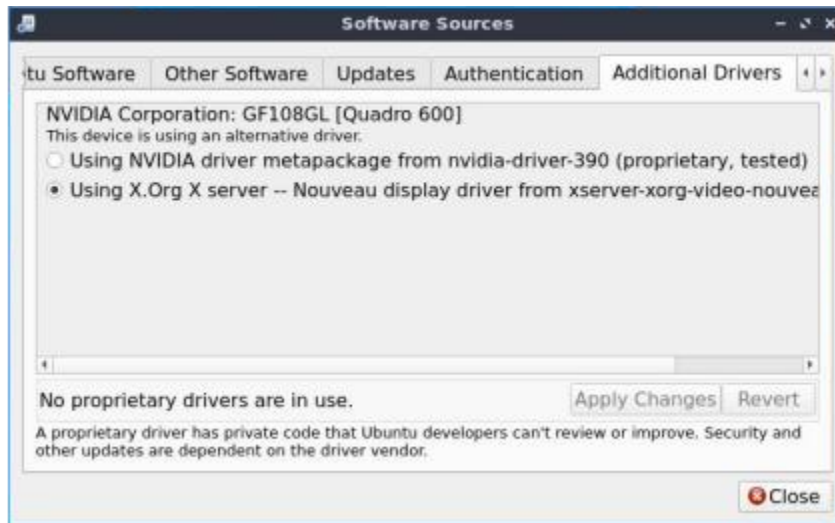 Software Sources
tu Software
Other Software
Updates
Authentication
Additional Drivers
NVIDIA Corporation: GF108GL [Quadro 600]
This device is using an alternative driver.
Using NVIDIA driver metapackage from nvidia-driver-390 (proprietary, tested)
Using X.Org X server -- Nouveau display driver from xserver-xorg-video-nouvea
No proprietary drivers are in use.
Apply Changes
Revert
A proprietary driver has private code that Ubuntu developers can't review or improve. Security and
other updates are dependent on the driver vendor.
Close